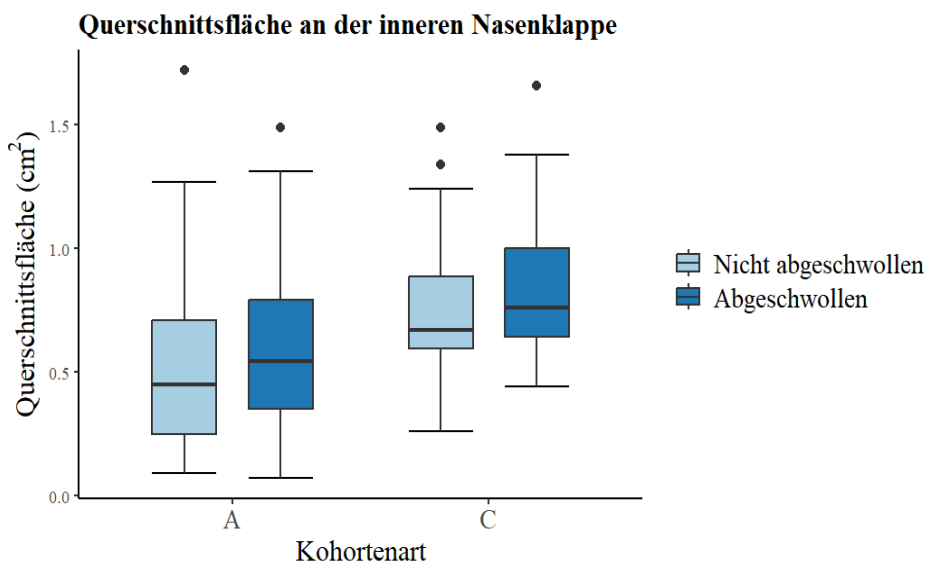 Querschnittsfläche an der inneren Nasenklappe
Querschnittsfläche (cm²)
1.5
1.0
0.5
0.0
A
C
Kohortenart
Nicht abgeschwollen
Abgeschwollen